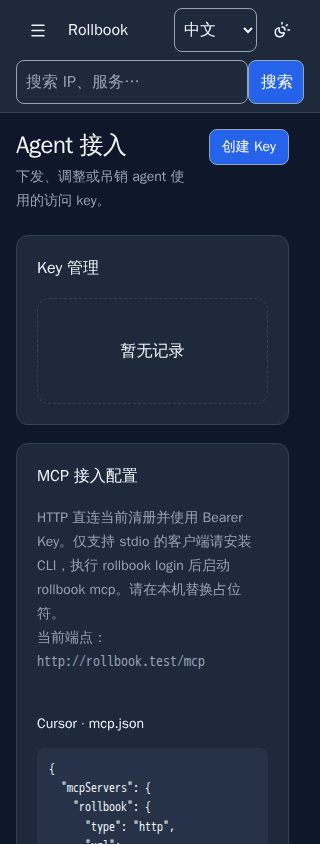 Rollbook
中文
搜索 IP、服务…
搜索
Agent 接入
创建 Key
下发、调整或吊销 agent 使
用的访问 key。
Key 管理
暂无记录
MCP 接入配置
HTTP 直连当前清册并使用 Bearer
Key。仅支持 stdio 的客户端请安装
CLI，执行 rollbook login 后启动
rollbook mcp。请在本机替换占位
符。
当前端点：
http://rollbook.test/mcp
Cursor · mcp.json
{
"mcpServers": {
"rollbook": {
"type": "http",